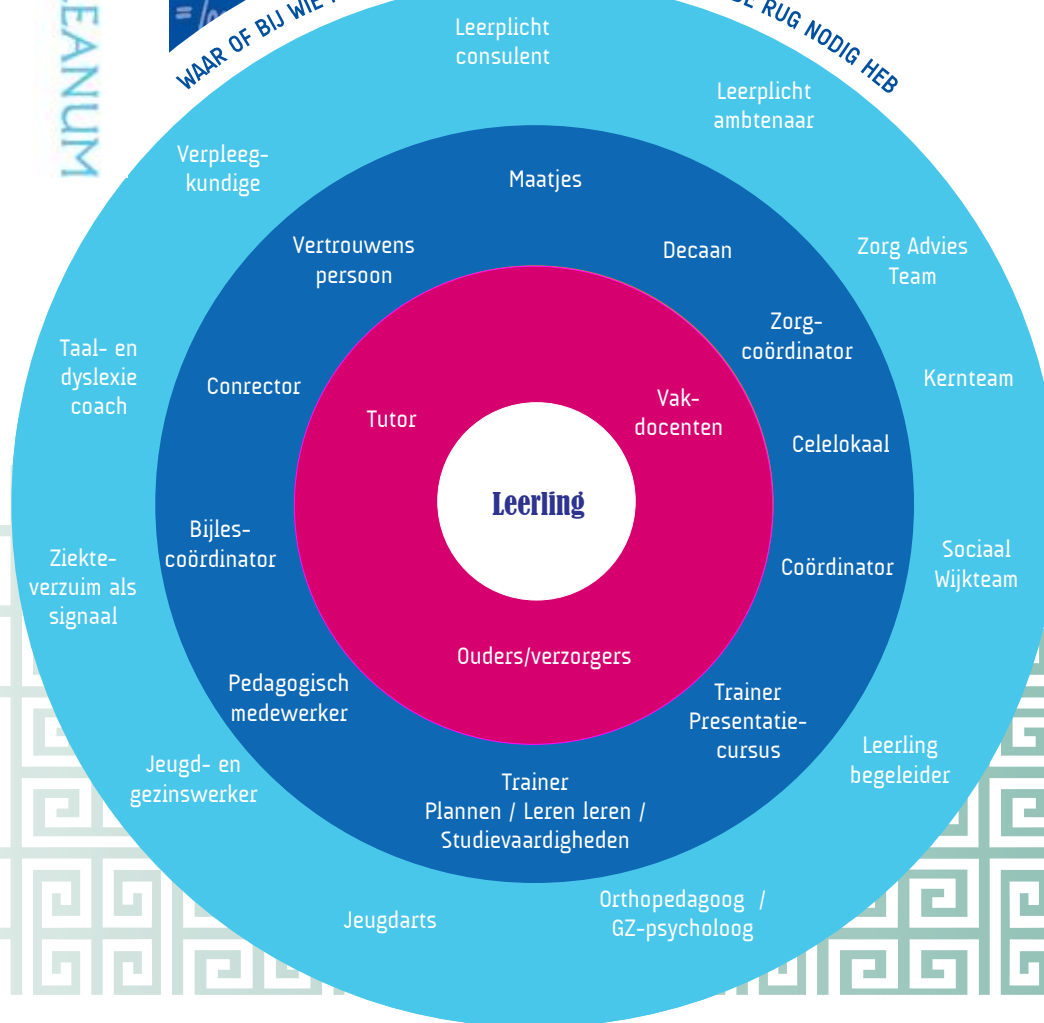 EANUM
WAAR OF BIJ WIE
RUG NODIG HEB
Leerplicht
consulent
Leerplicht
ambtenaar
Verpleeg-
kundige
Maatjes
Vertrouwens
persoon
Decaan
Zorg Advies
Team
Zorg-
coördinator
Taal- en
dyslexie
coach
Conrector
Kernteam
Tutor
Vak-
docenten
Celelokaal
Leerling
Bijles-
coördinator
Ziekte-
verzuim als
signaal
Coördinator
Sociaal
Wijkteam
Ouders/verzorgers
Pedagogisch
medewerker
Trainer
Presentatie-
cursus
Leerling
begeleider
Jeugd- en
gezinswerker
Trainer
Plannen / Leren leren /
Studievaardigheden
Orthopedagoog /
GZ-psycholoog
Jeugdarts